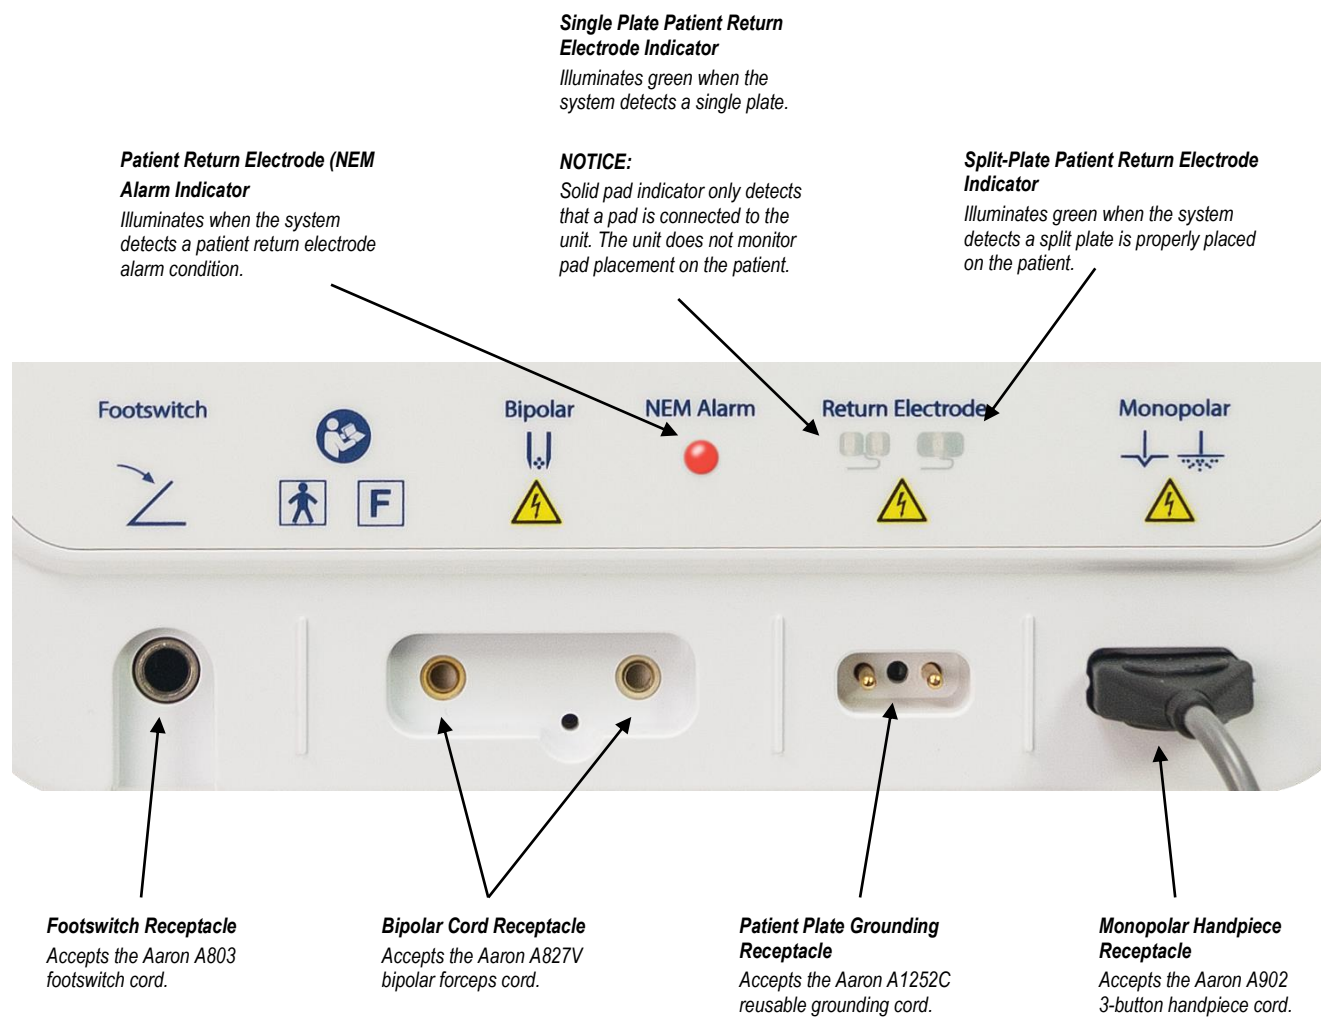 Single Plate Patient Return
Electrode Indicator
Illuminates green when the
system detects a single plate.
Patient Return Electrode (NEM
Alarm Indicator
Illuminates when the system
detects a patient return electrode
alarm condition.
NOTICE:
Solid pad indicator only detects
that a pad is connected to the
unit. The unit does not monitor
pad placement on the patient.
Split-Plate Patient Return Electrode
Indicator
Illuminates green when the system
detects a split plate is properly placed
on the patient.
Footswitch
Bipolar
NEM Alarm
Return Electrode
Monopolar
F
Footswitch Receptacle
Accepts the Aaron A803
footswitch cord.
Bipolar Cord Receptacle
Accepts the Aaron A827V
bipolar forceps cord.
Patient Plate Grounding
Receptacle
Accepts the Aaron A1252C
reusable grounding cord.
Monopolar Handpiece
Receptacle
Accepts the Aaron A902
3-button handpiece cord.